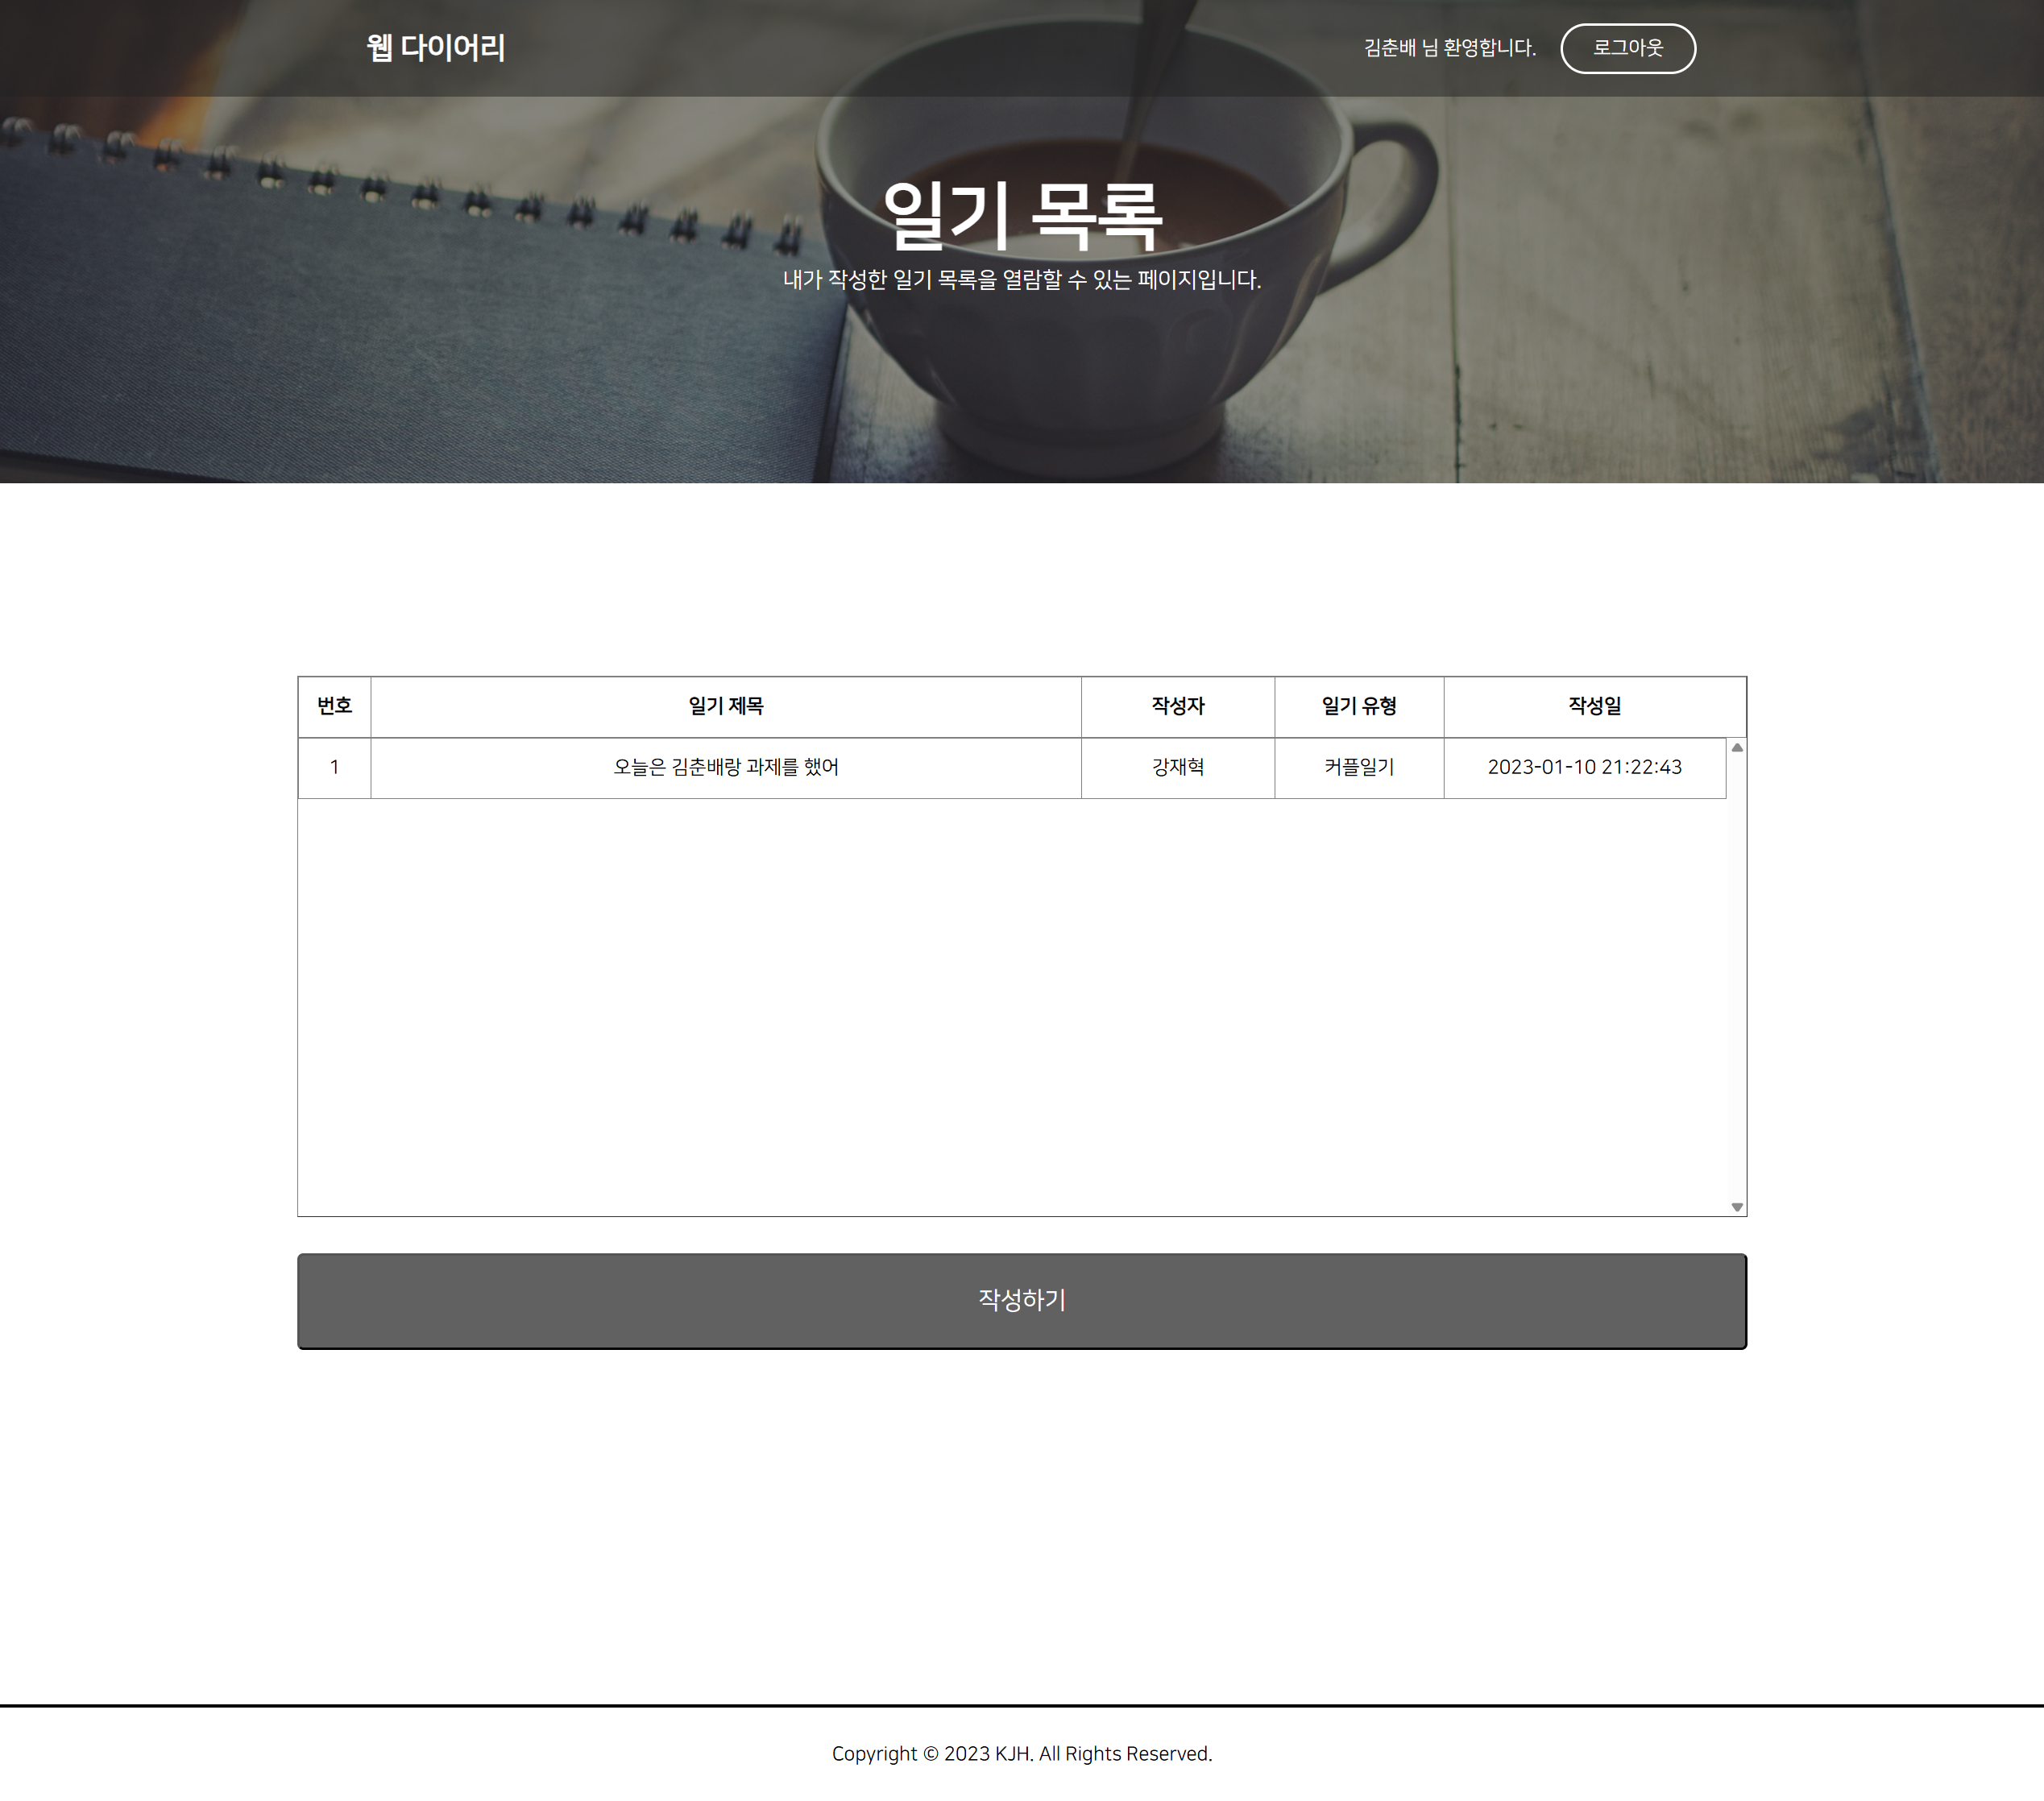 웹 다이어리
김춘배 님 환영합니다. 로그아웃
일기 목록
내가 작성한 일기 목록을 열람할 수 있는 페이지입니다.
번호 일기 제목 작성자 일기 유형 작성일
1 오늘은 김춘배랑 과제를 했어 강재혁 커플일기 2023-01-10 21:22:43
작성하기
Copyright © 2023 KJH. All Rights Reserved.